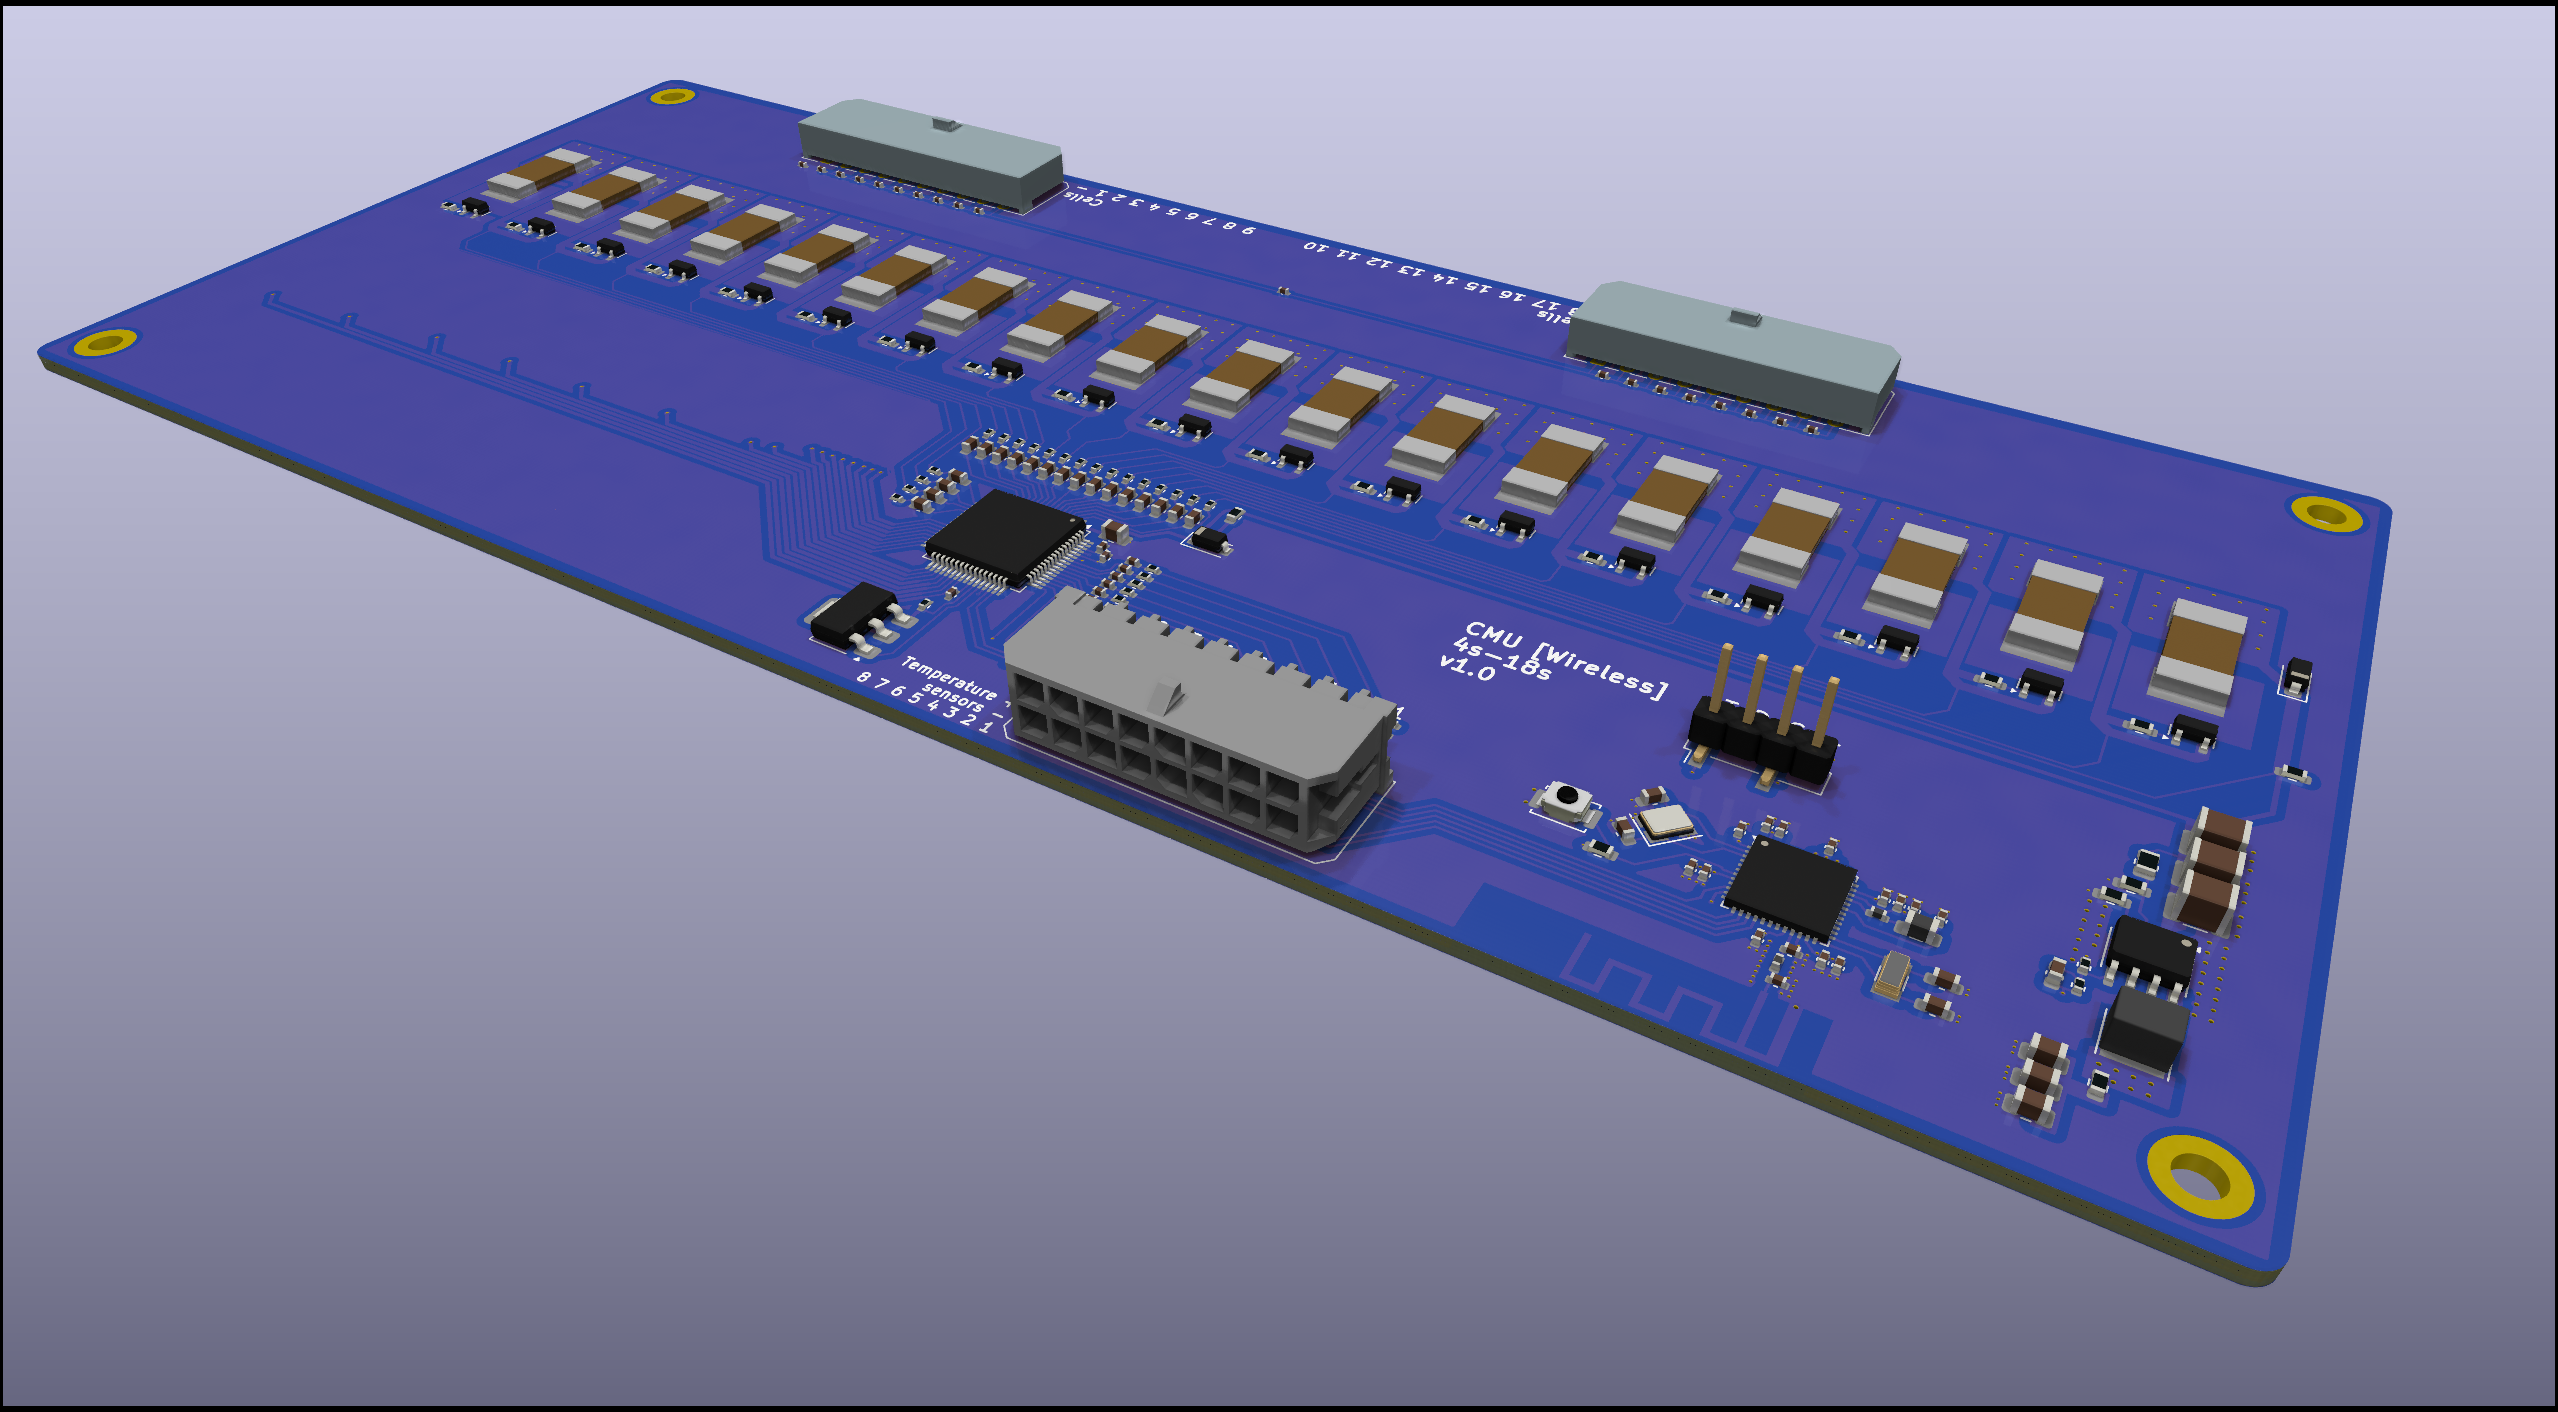 Cells -
9 8 7 6 5 4 3 2 1
17 16 15 14 13 12 11 10
CMU [Wireless]
4s-18s
v1.0
Temperature
sensors -
8 7 6 5 4 3 2 1